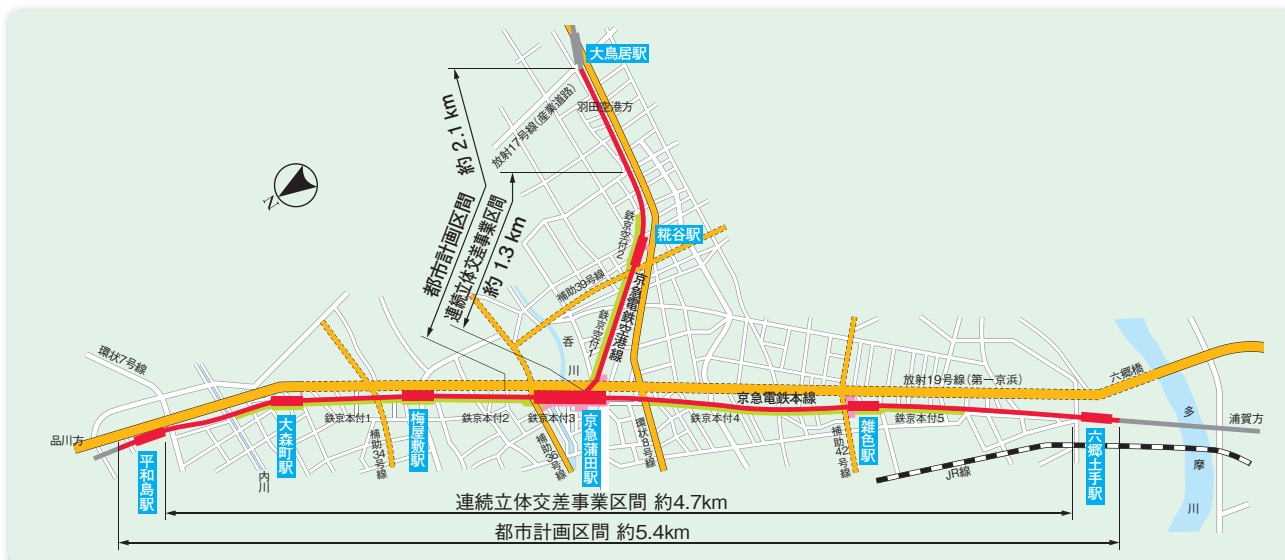 大鳥居駅
羽田空港方
放射17号線(産業道路)
約 2.1 km
都市計画区間
連続立体交差事業区間
約 1.3 km
N
鉄京空付2
糀谷駅
補助39号線
京急電鉄空港線
鉄京空付1
呑川
環状7号線
放射19号線(第一京浜)
六郷橋
京急電鉄本線
品川方
平和島駅
大森町駅
内川
鉄京本付1
補助34号線
梅屋敷駅
鉄京本付2
鉄京本付3
補助36号線
京急蒲田駅
環状8号線
鉄京本付4
補助42号線
雑色駅
鉄京本付5
JR線
六郷土手駅
多摩川
浦賀方
連続立体交差事業区間 約4.7km
都市計画区間 約5.4km